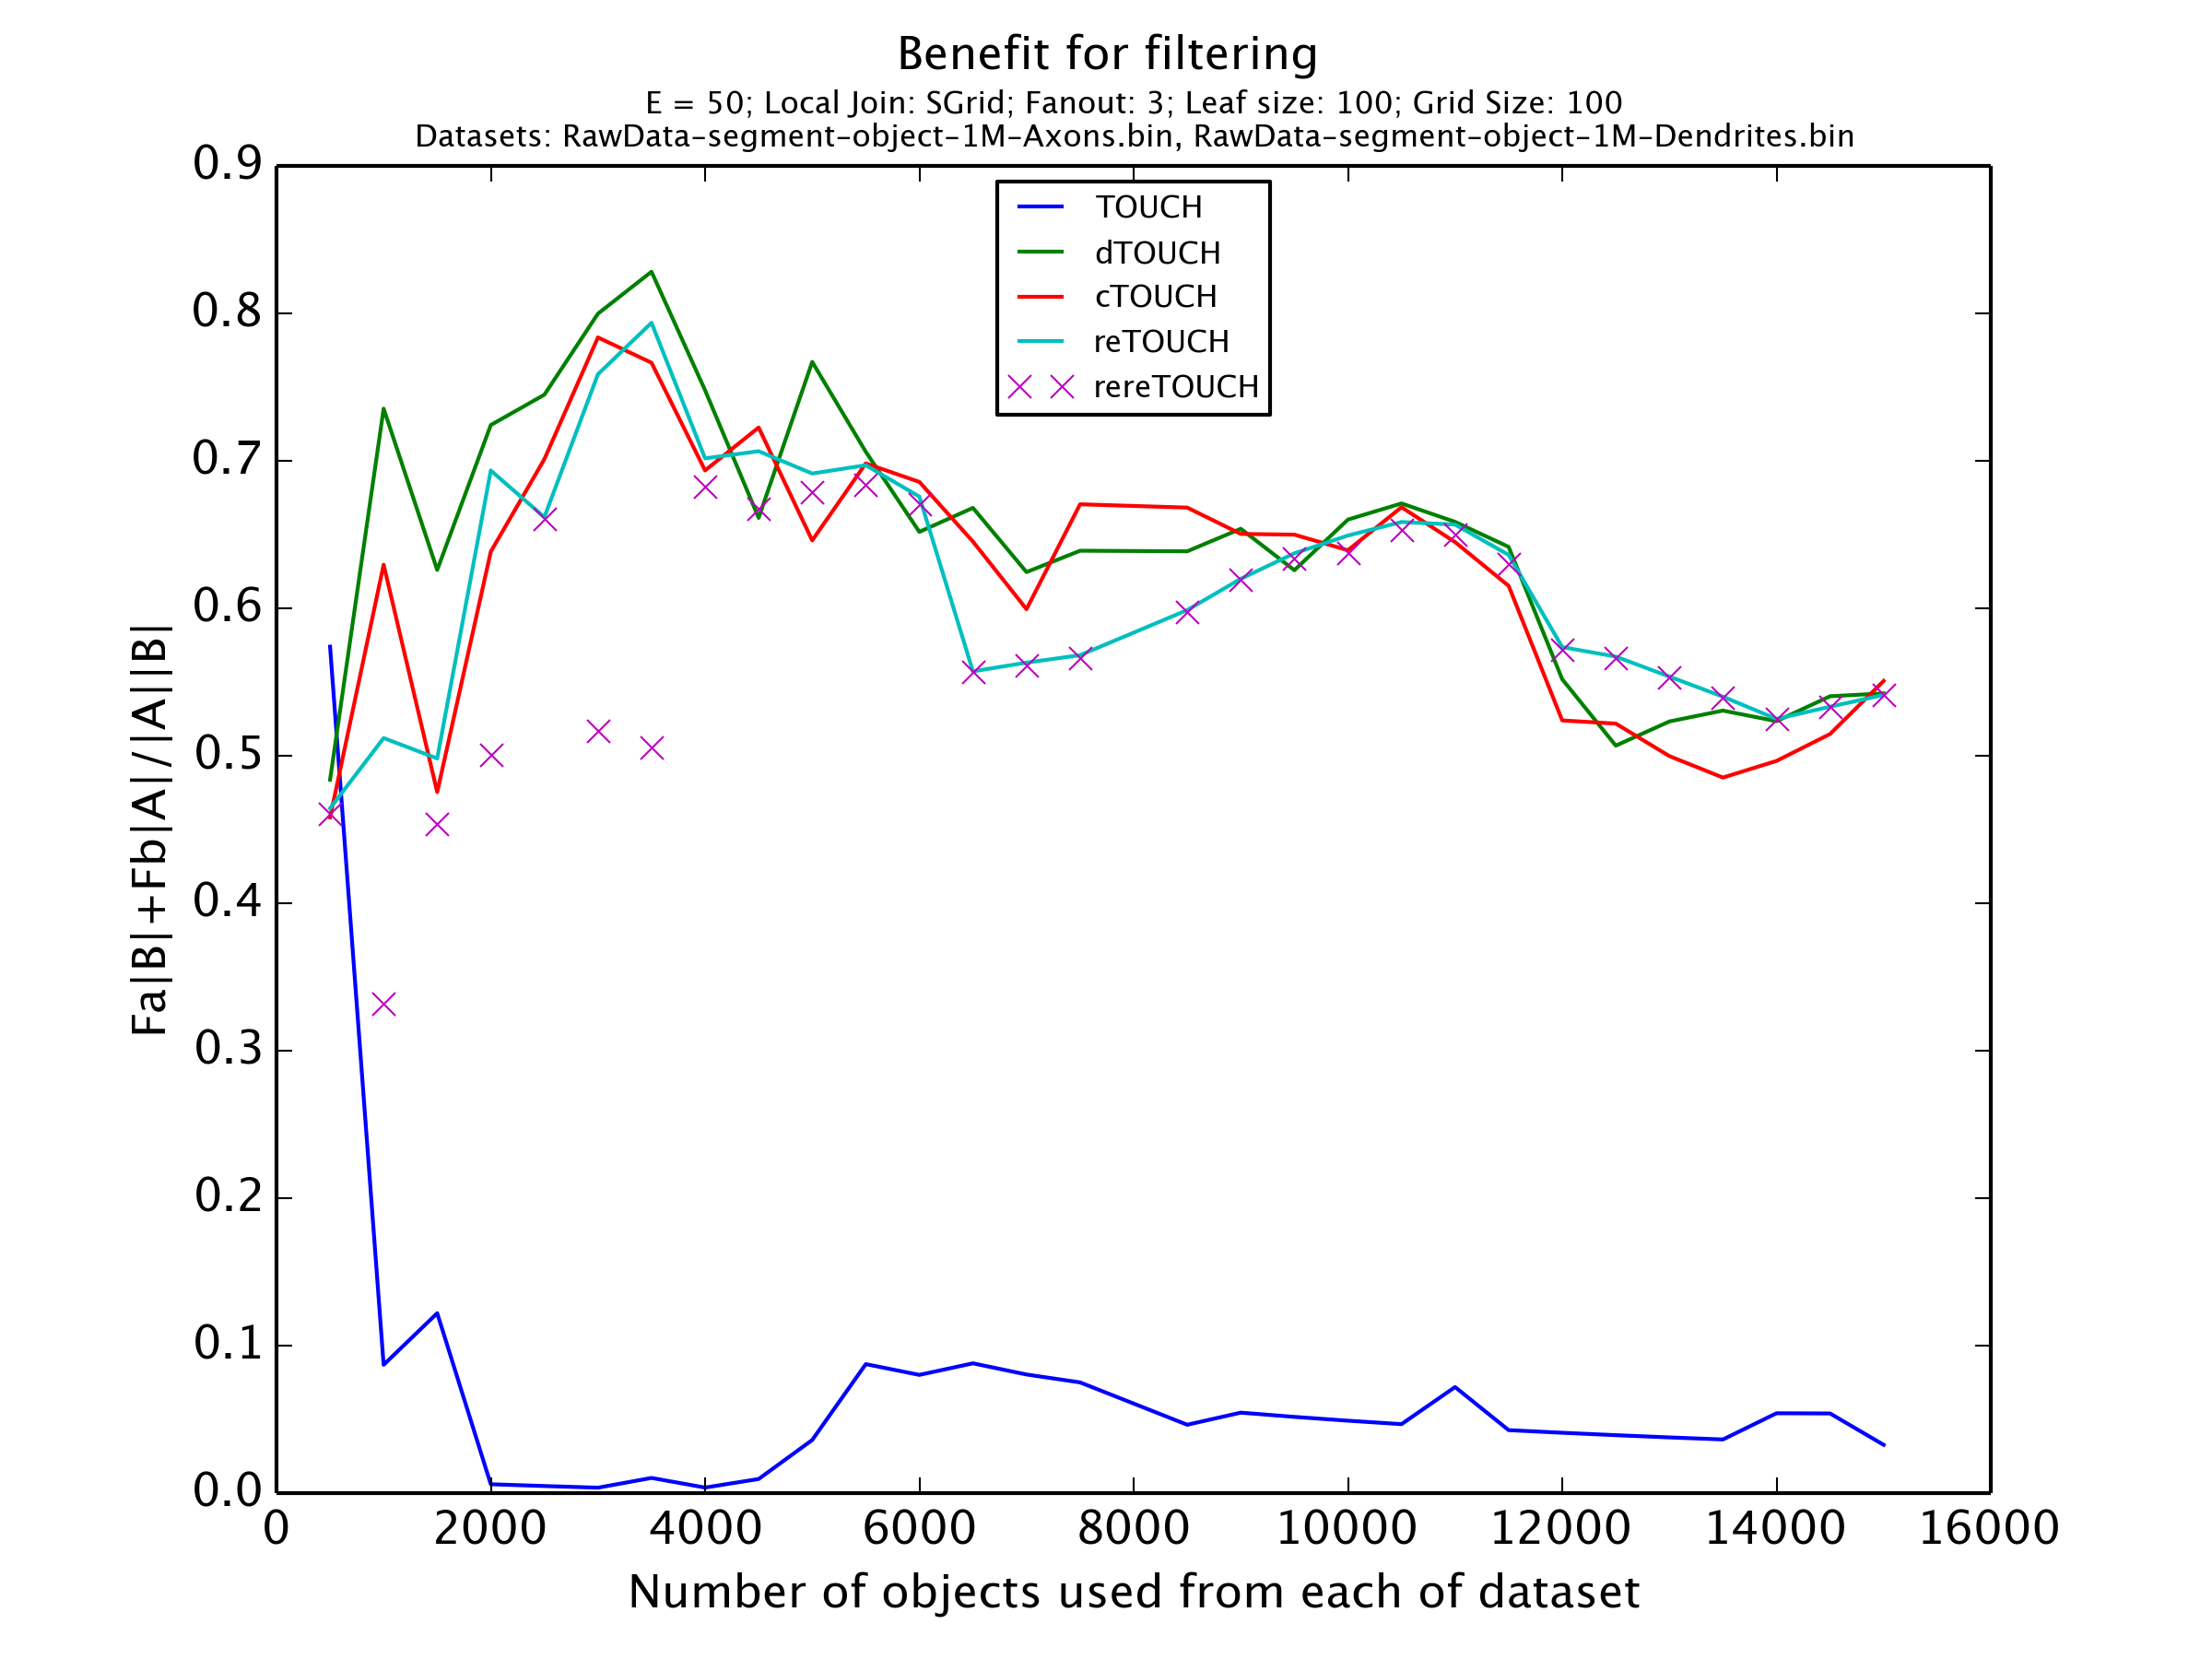 Benefit for filtering
E = 50; Local Join: SGrid; Fanout: 3; Leaf size: 100; Grid Size: 100
Datasets: RawData-segment-object-1M-Axons.bin, RawData-segment-object-1M-Dendrites.bin
0.9
0.8
0.7
0.6
0.5
0.4
0.3
0.2
0.1
0.0
Fa|B|+Fb|A|/|A||B|
TOUCH
dTOUCH
cTOUCH
reTOUCH
rereTOUCH
0 2000 4000 6000 8000 10000 12000 14000 16000
Number of objects used from each of dataset